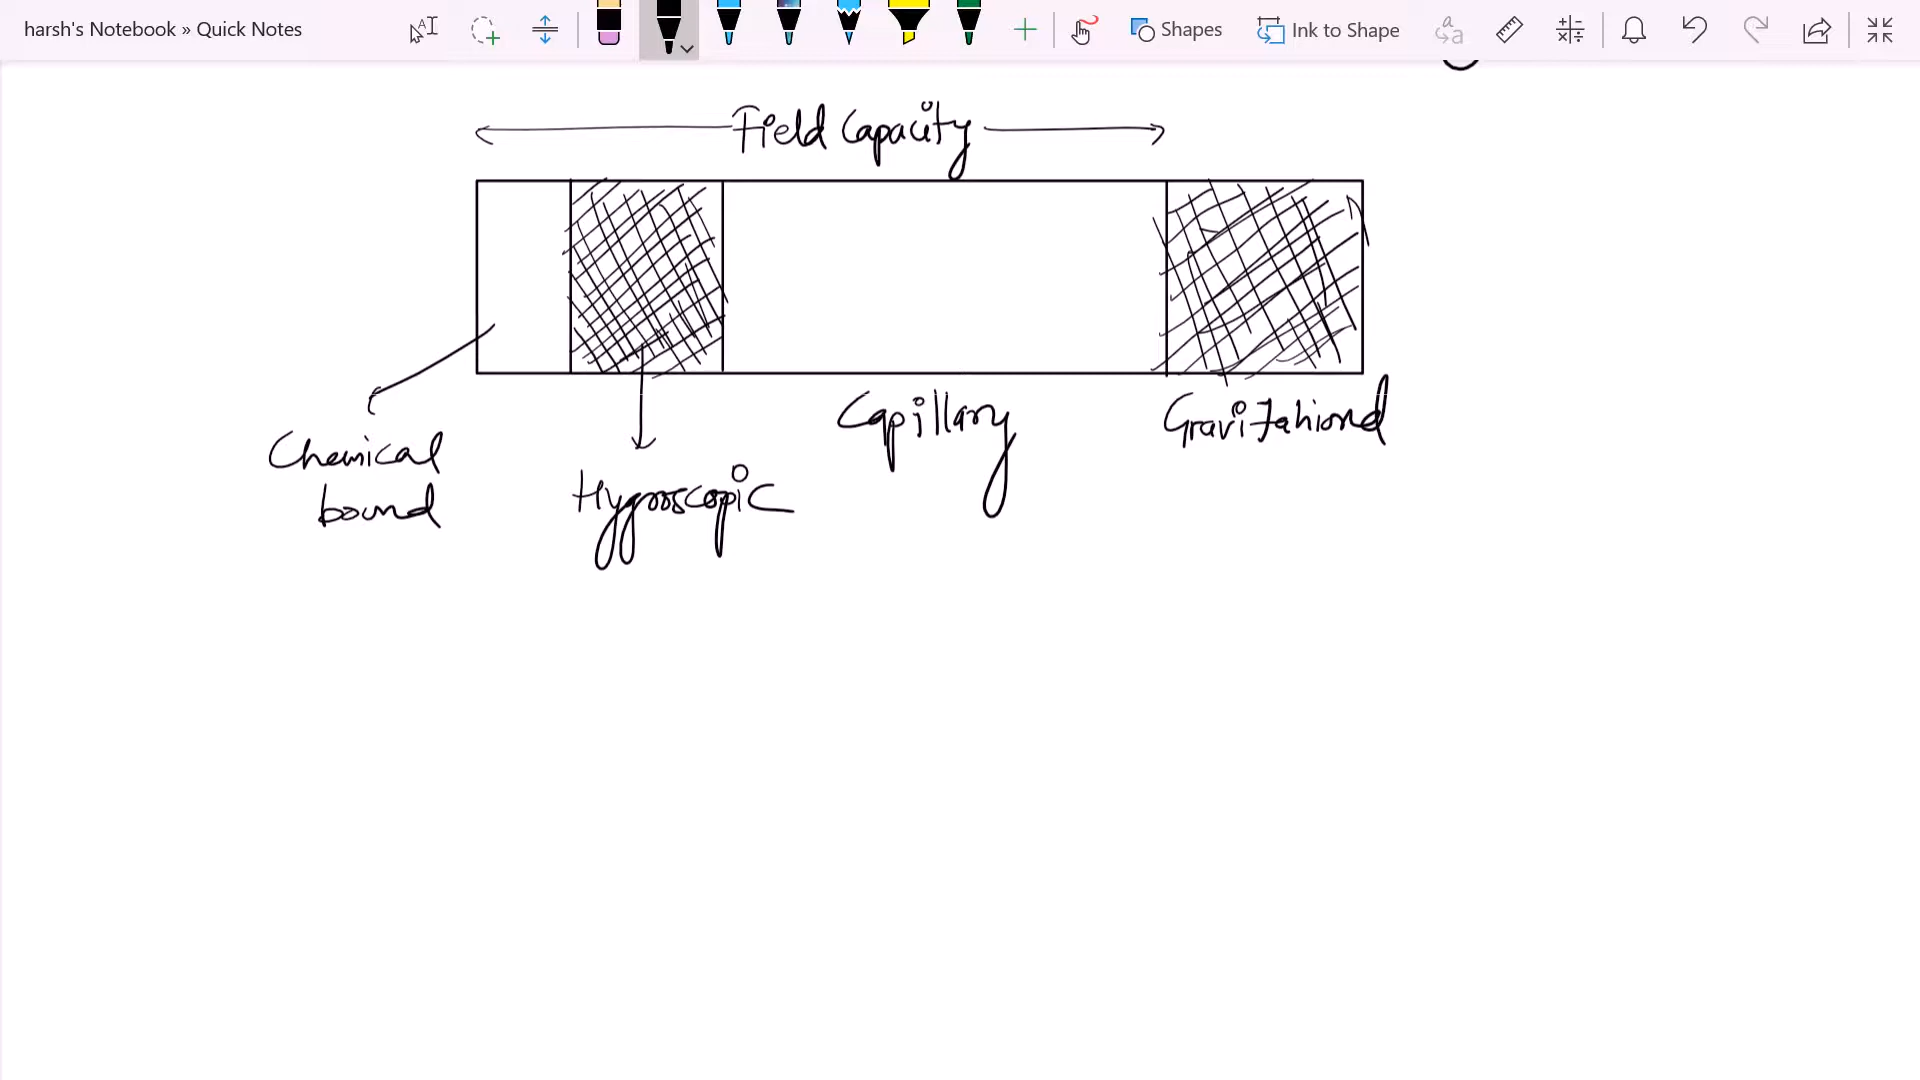 harsh's Notebook » Quick Notes
Shapes
Ink to Shape
Field Capacity
Capillary
Gravitational
Chemical
bound
Hygroscopic